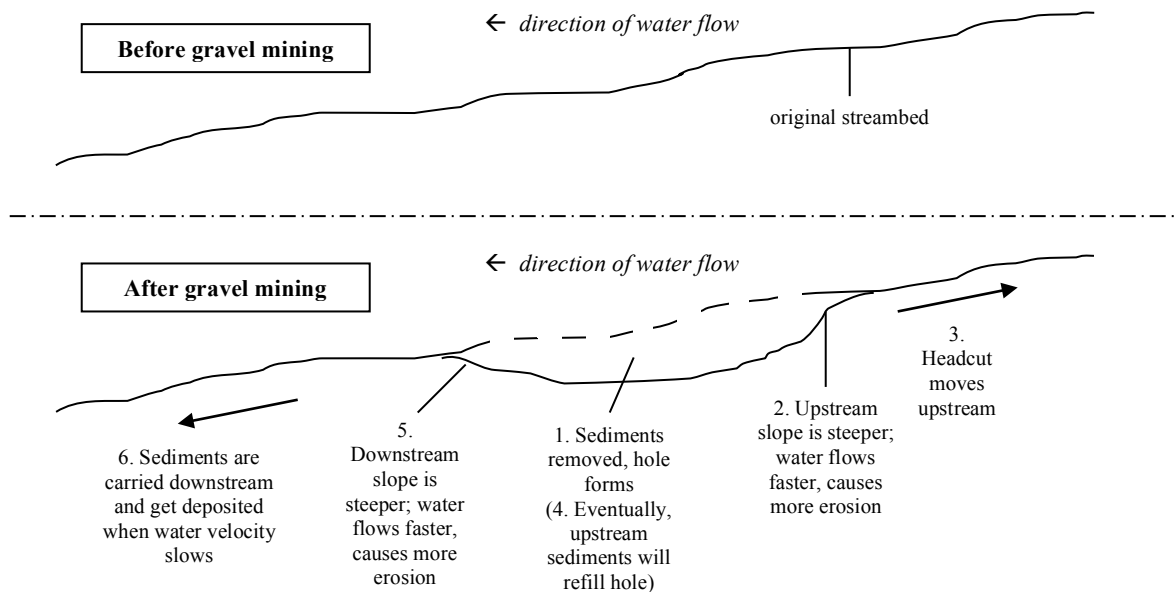 ← direction of water flow
Before gravel mining
original streambed
← direction of water flow
After gravel mining
3.
Headcut
moves
upstream
2. Upstream
slope is steeper;
water flows
faster, causes
more erosion
1. Sediments
removed, hole
forms
(4. Eventually,
upstream
sediments will
refill hole)
5.
Downstream
slope is
steeper; water
flows faster,
causes more
erosion
6. Sediments are
carried downstream
and get deposited
when water velocity
slows